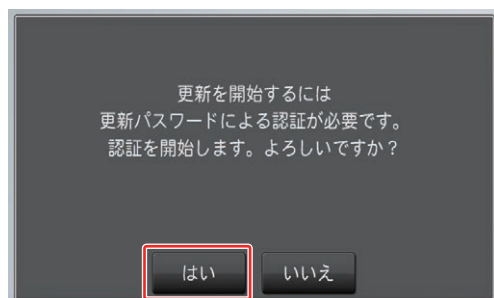 更新を開始するには
更新パスワードによる認証が必要です。
認証を開始します。よろしいですか？
はい
いいえ